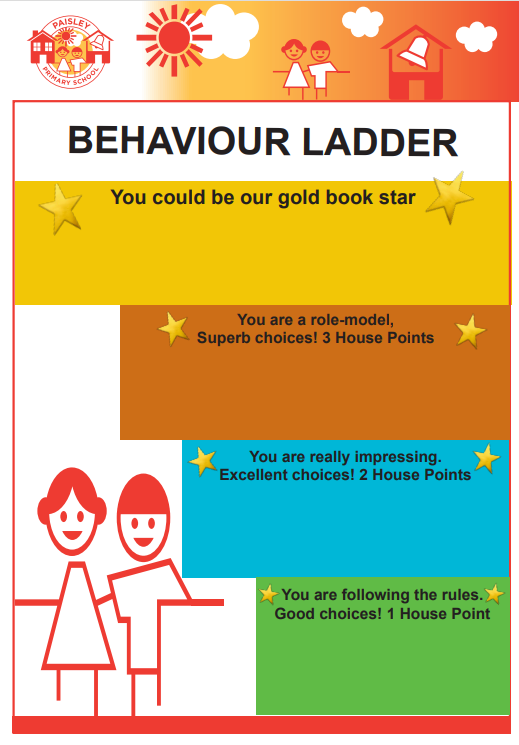 PAISLEY
PRIMARY SCHOOL
BEHAVIOUR LADDER
You could be our gold book star
You are a role-model,
Superb choices! 3 House Points
You are really impressing.
Excellent choices! 2 House Points
You are following the rules.
Good choices! 1 House Point